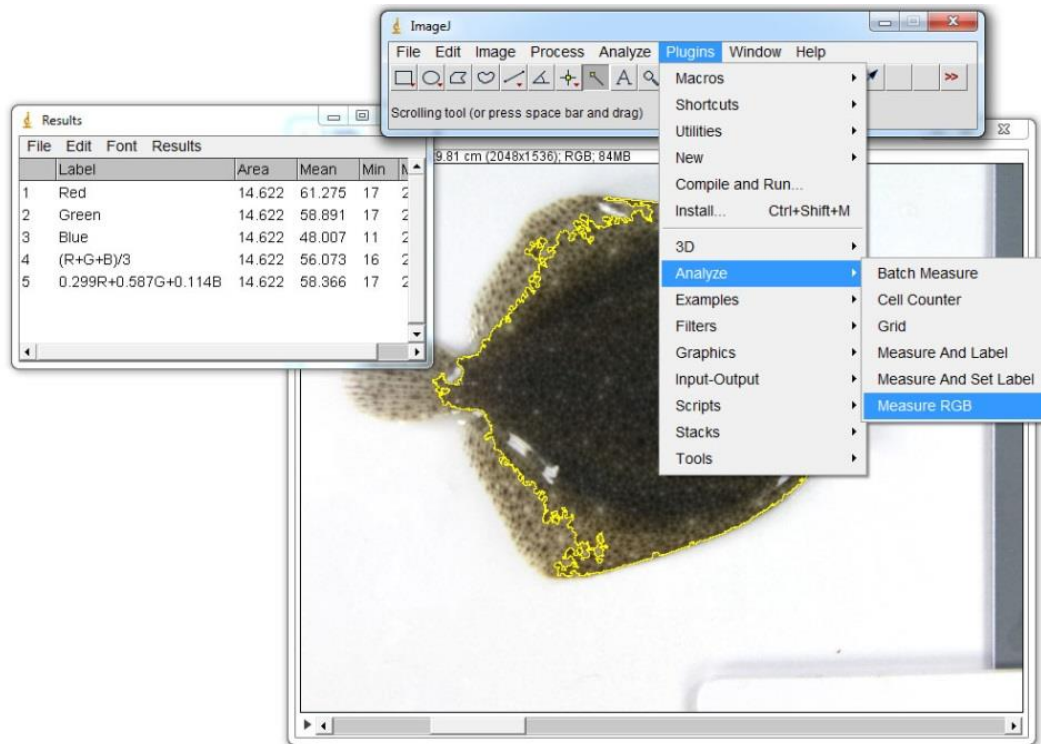 ImageJ
File Edit Image Process Analyze Plugins Window Help
A
>>
Scrolling tool (or press space bar and drag)
Macros
Shortcuts
Utilities
New
Compile and Run...
Install... Ctrl+Shift+M
3D
Analyze
Examples
Filters
Graphics
Input-Output
Scripts
Stacks
Tools
Batch Measure
Cell Counter
Grid
Measure And Label
Measure And Set Label
Measure RGB
Results
File Edit Font Results
Label Area Mean Min
1 Red 14.622 61.275 17 2
2 Green 14.622 58.891 17 2
3 Blue 14.622 48.007 11 2
4 (R+G+B)/3 14.622 56.073 16 2
5 0.299R+0.587G+0.114B 14.622 58.366 17 2
9.81 cm (2048x1536); RGB; 84MB